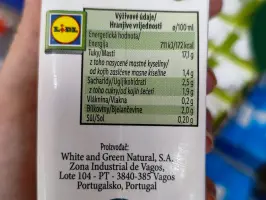 LIDL
Výživové údaje/
Hranjive vrijednosti ø/100 ml
Energetická hodnota/
Energija 711 kJ/172 kcal
Tuky/Masti 17,1 g
z toho nasycené mastné kyseliny/
od kojih zasićene masne kiseline 1,4 g
Sacharidy/Ugljikohidrati 2,5 g
z toho cukry/od kojih šećeri 1,9 g
Vláknina/Vlakna 0,2 g
Bílkoviny/Bjelančevine 2,0 g
Sůl/Sol 0,20 g
Proizvođač:
White and Green Natural, S.A.
Zona Industrial de Vagos,
Lote 104 - PT - 3840-385 Vagos
Portugalsko, Portugal